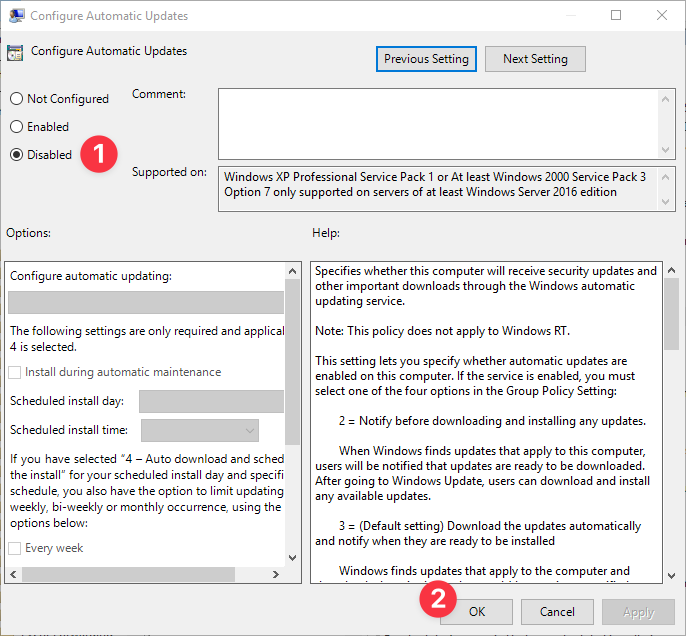 Configure Automatic Updates
Configure Automatic Updates
Previous Setting
Next Setting
Not Configured
Enabled
Disabled
1
Comment:
Supported on:
Windows XP Professional Service Pack 1 or At least Windows 2000 Service Pack 3
Option 7 only supported on servers of at least Windows Server 2016 edition
Options:
Help:
Configure automatic updating:
The following settings are only required and applical
4 is selected.
Install during automatic maintenance
Scheduled install day:
Scheduled install time:
If you have selected “4 – Auto download and sched
the install” for your scheduled install day and specifi
schedule, you also have the option to limit updating
weekly, bi-weekly or monthly occurrence, using the
options below:
Every week
Specifies whether this computer will receive security updates and
other important downloads through the Windows automatic
updating service.
Note: This policy does not apply to Windows RT.
This setting lets you specify whether automatic updates are
enabled on this computer. If the service is enabled, you must
select one of the four options in the Group Policy Setting:
2 = Notify before downloading and installing any updates.
When Windows finds updates that apply to this computer,
users will be notified that updates are ready to be downloaded.
After going to Windows Update, users can download and install
any available updates.
3 = (Default setting) Download the updates automatically
and notify when they are ready to be installed
Windows finds updates that apply to the computer and
2
OK
Cancel
Apply